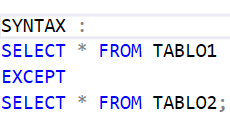 SYNTAX :
SELECT * FROM TABLO1
EXCEPT
SELECT * FROM TABLO2;